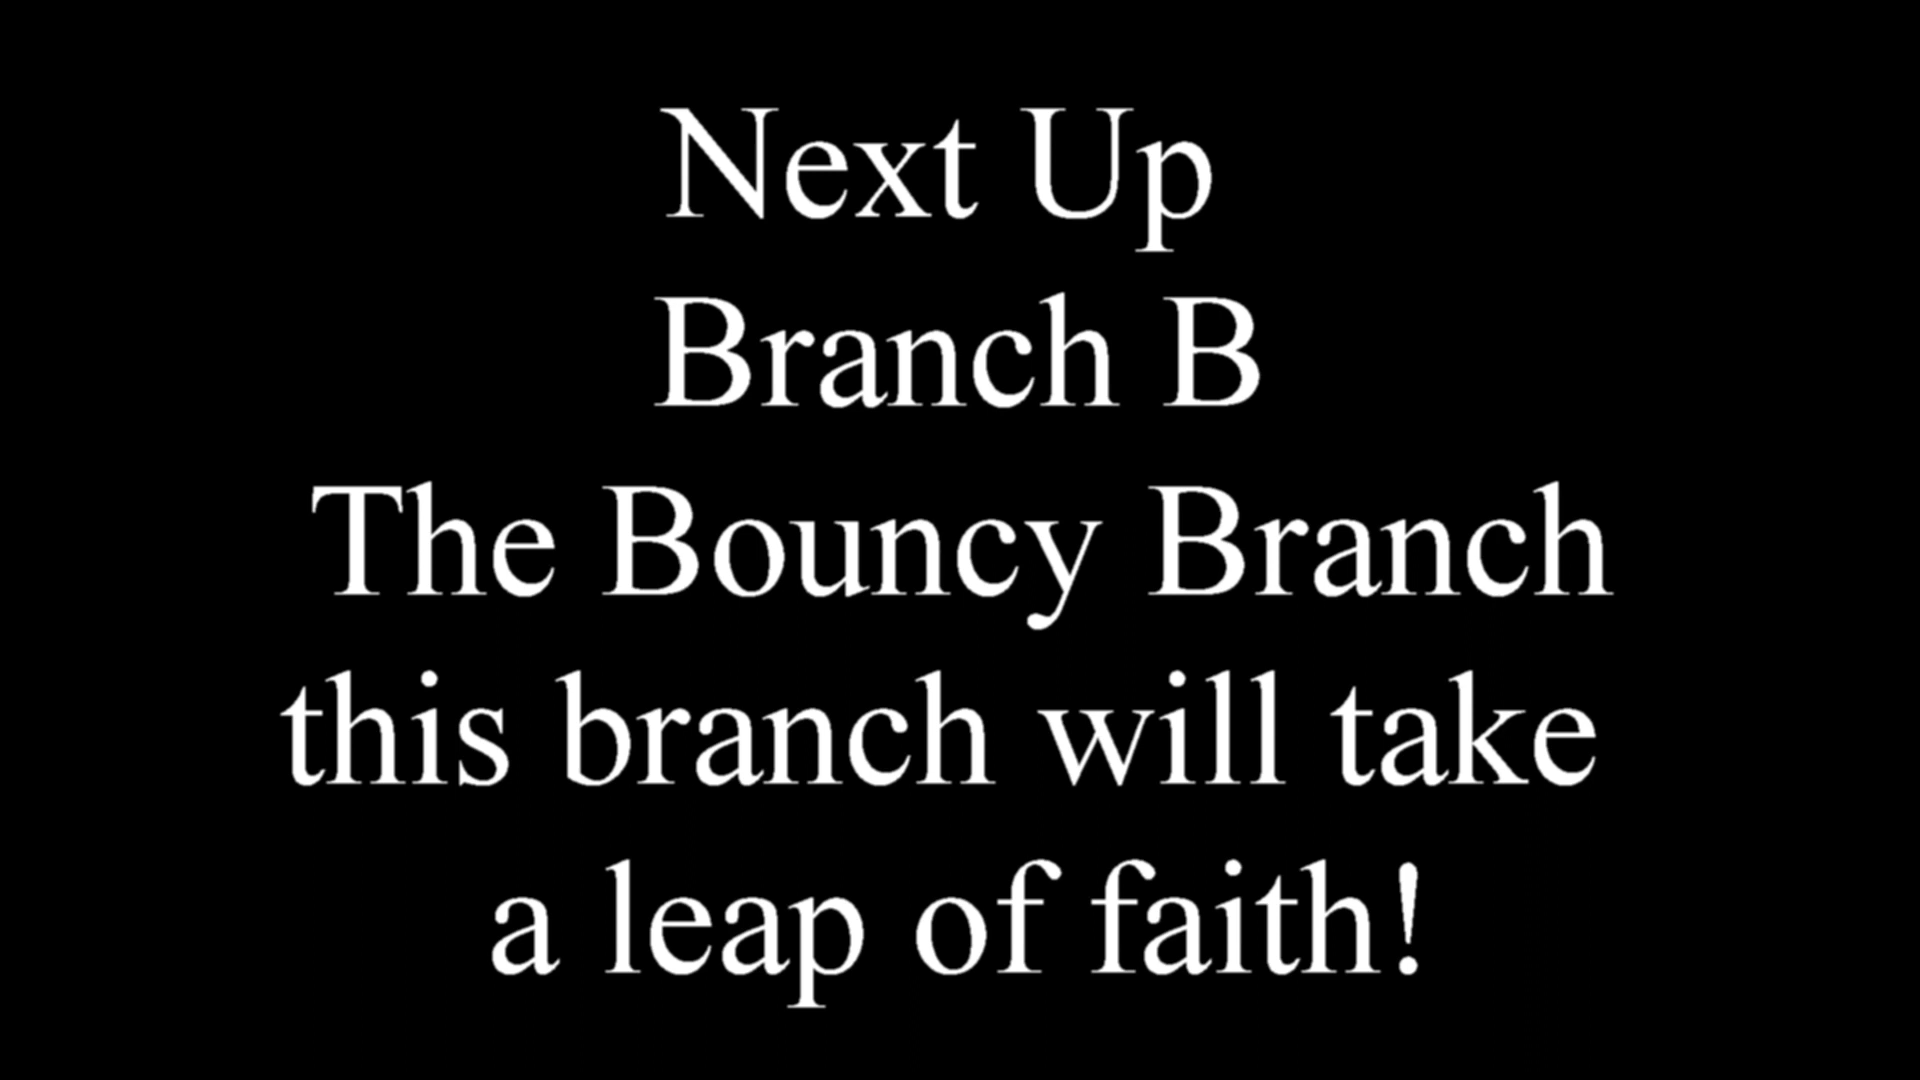 Next Up
Branch B
The Bouncy Branch
this branch will take
a leap of faith!